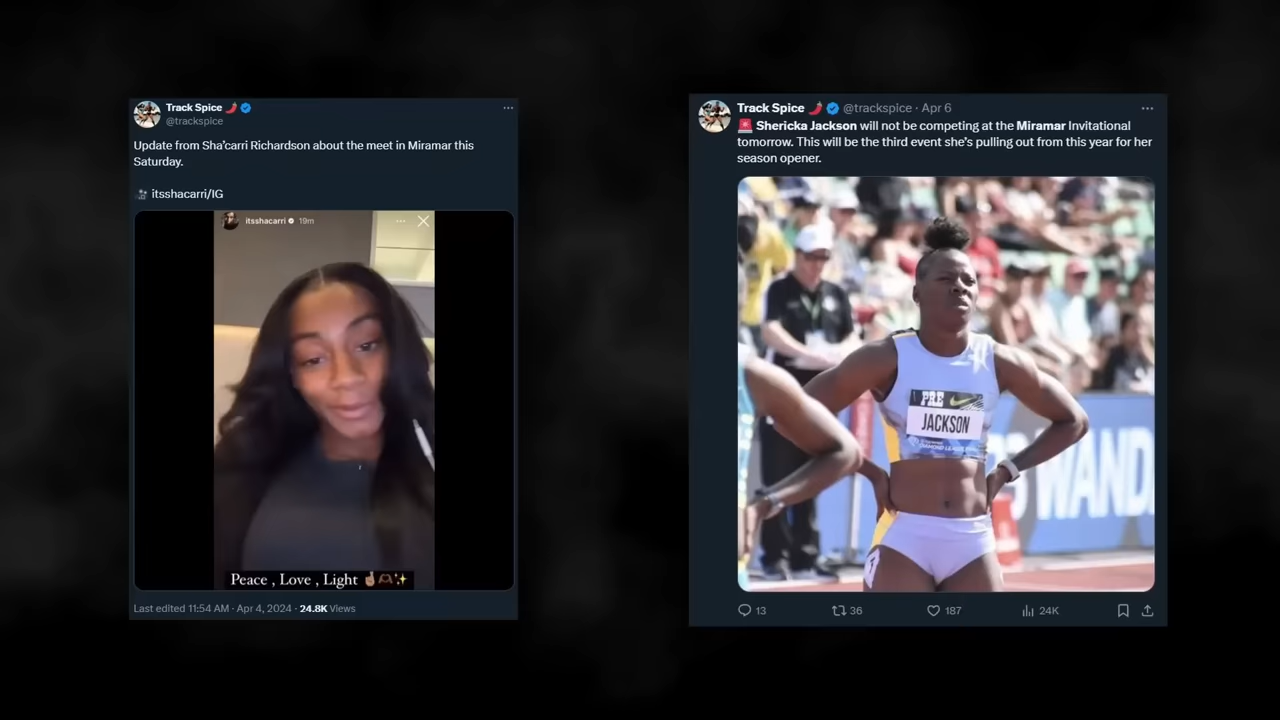 Track Spice 🌶️
@trackspice
Update from Sha'carri Richardson about the meet in Miramar this
Saturday.
🎥 itsshacarri/IG
itsshacarri 19m
Peace , Love , Light ✌🏽🫶🏽✨
Last edited 11:54 AM · Apr 4, 2024 · 24.8K Views
Track Spice 🌶️ @trackspice · Apr 6
🚨 Shericka Jackson will not be competing at the Miramar Invitational
tomorrow. This will be the third event she's pulling out from this year for her
season opener.
PRE
JACKSON
DIAMOND LEAGUE
WAND
13 36 187 24K